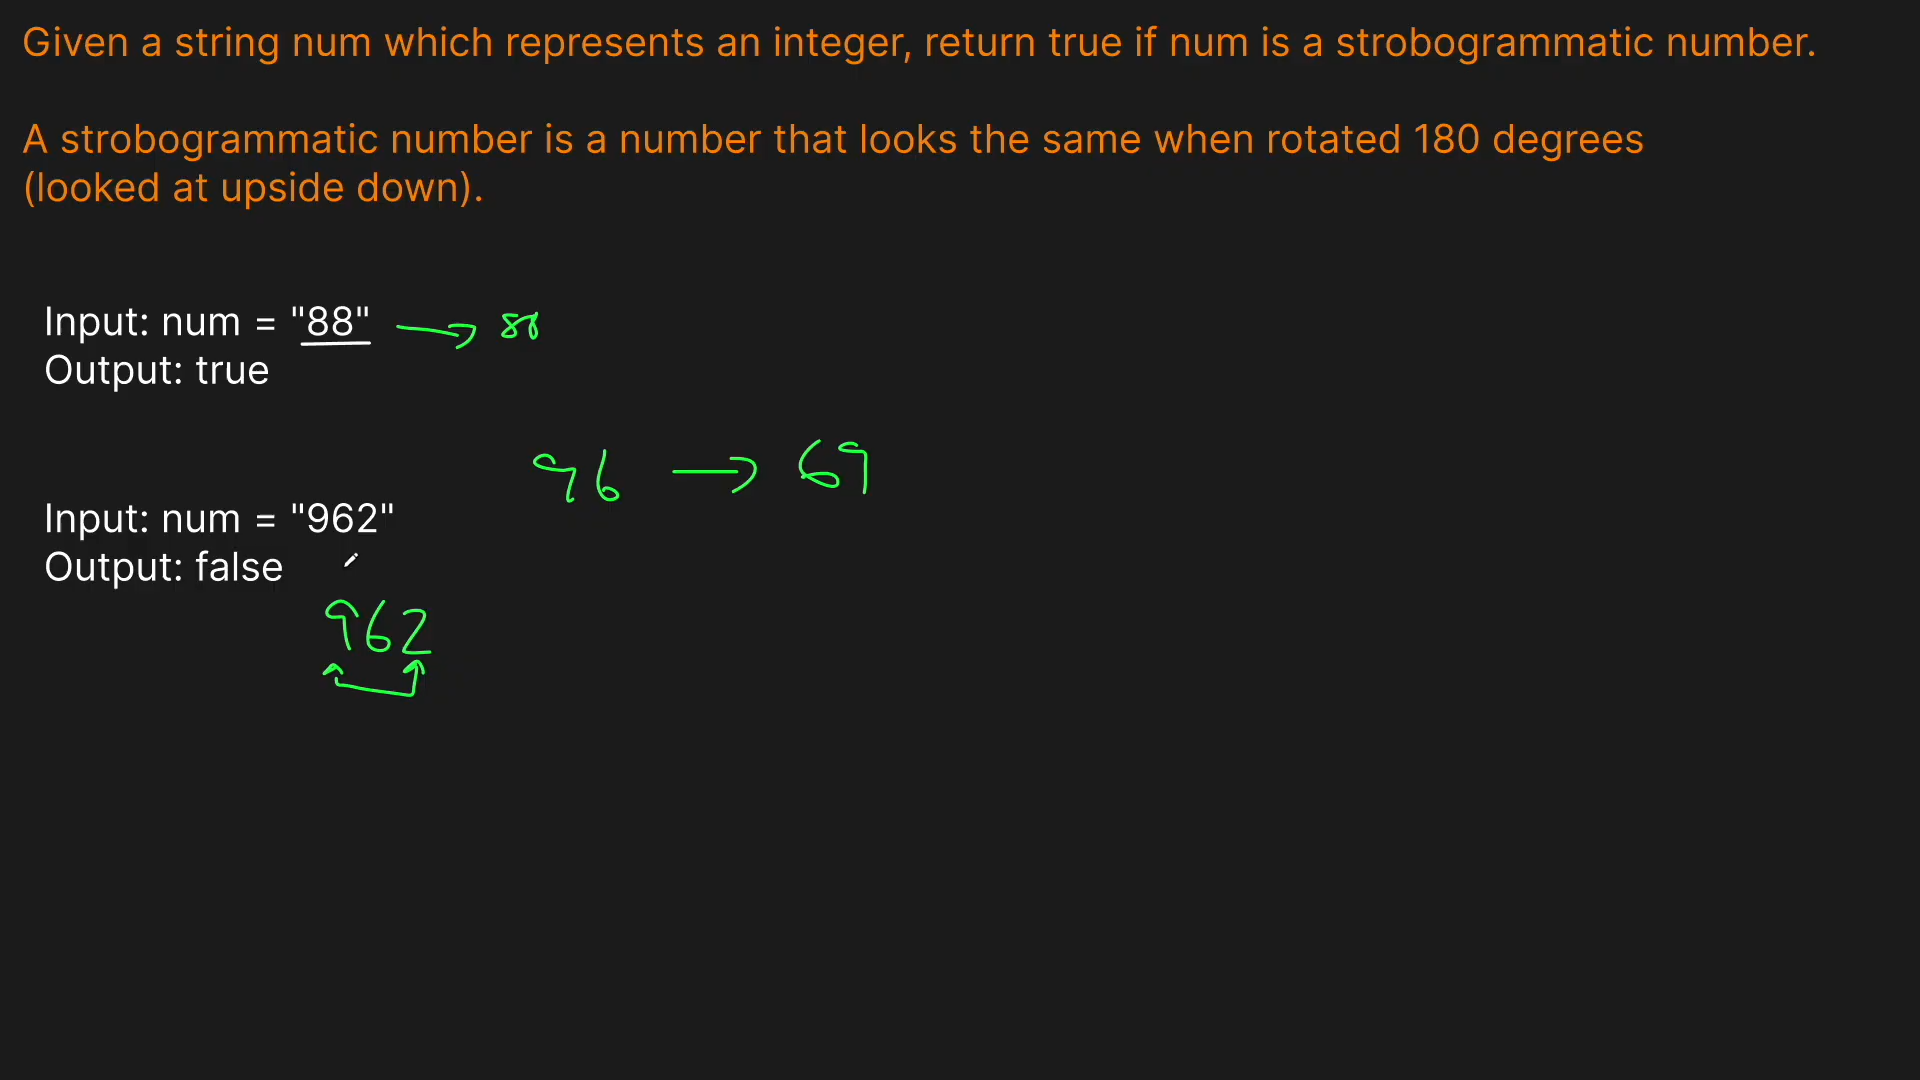 Given a string num which represents an integer, return true if num is a strobogrammatic number.
A strobogrammatic number is a number that looks the same when rotated 180 degrees
(looked at upside down).
Input: num = "88" → 88
Output: true
96 → 69
Input: num = "962"
Output: false
962